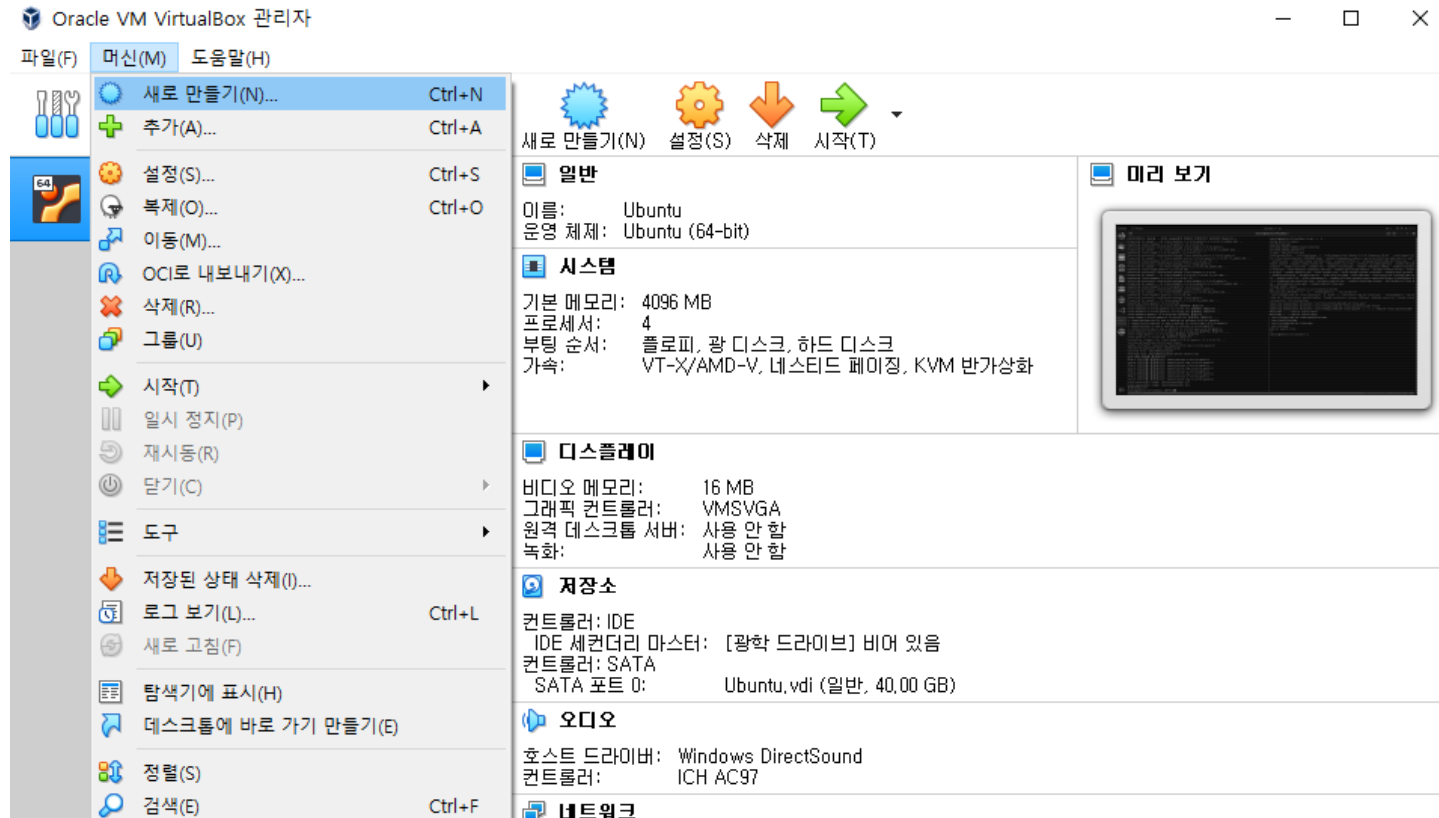 Oracle VM VirtualBox 관리자
파일(F) 머신(M) 도움말(H)
새로 만들기(N)... Ctrl+N
추가(A)... Ctrl+A
설정(S)... Ctrl+S
복제(O)... Ctrl+O
이동(M)...
OCI로 내보내기(X)...
삭제(R)...
그룹(U)
시작(T)
일시 정지(P)
재시동(R)
닫기(C)
도구
저장된 상태 삭제(I)...
로그 보기(L)... Ctrl+L
새로 고침(F)
탐색기에 표시(H)
데스크톱에 바로 가기 만들기(E)
정렬(S)
검색(E) Ctrl+F
64
새로 만들기(N) 설정(S) 삭제 시작(T)
일반
이름: Ubuntu
운영 체제: Ubuntu (64-bit)
시스템
기본 메모리: 4096 MB
프로세서: 4
부팅 순서: 플로피, 광 디스크, 하드 디스크
가속: VT-X/AMD-V, 네스티드 페이징, KVM 반가상화
미리 보기
디스플레이
비디오 메모리: 16 MB
그래픽 컨트롤러: VMSVGA
원격 데스크톱 서버: 사용 안 함
녹화: 사용 안 함
저장소
컨트롤러: IDE
IDE 세컨더리 마스터: [광학 드라이브] 비어 있음
컨트롤러: SATA
SATA 포트 0: Ubuntu.vdi (일반, 40.00 GB)
오디오
호스트 드라이버: Windows DirectSound
컨트롤러: ICH AC97
네트워크